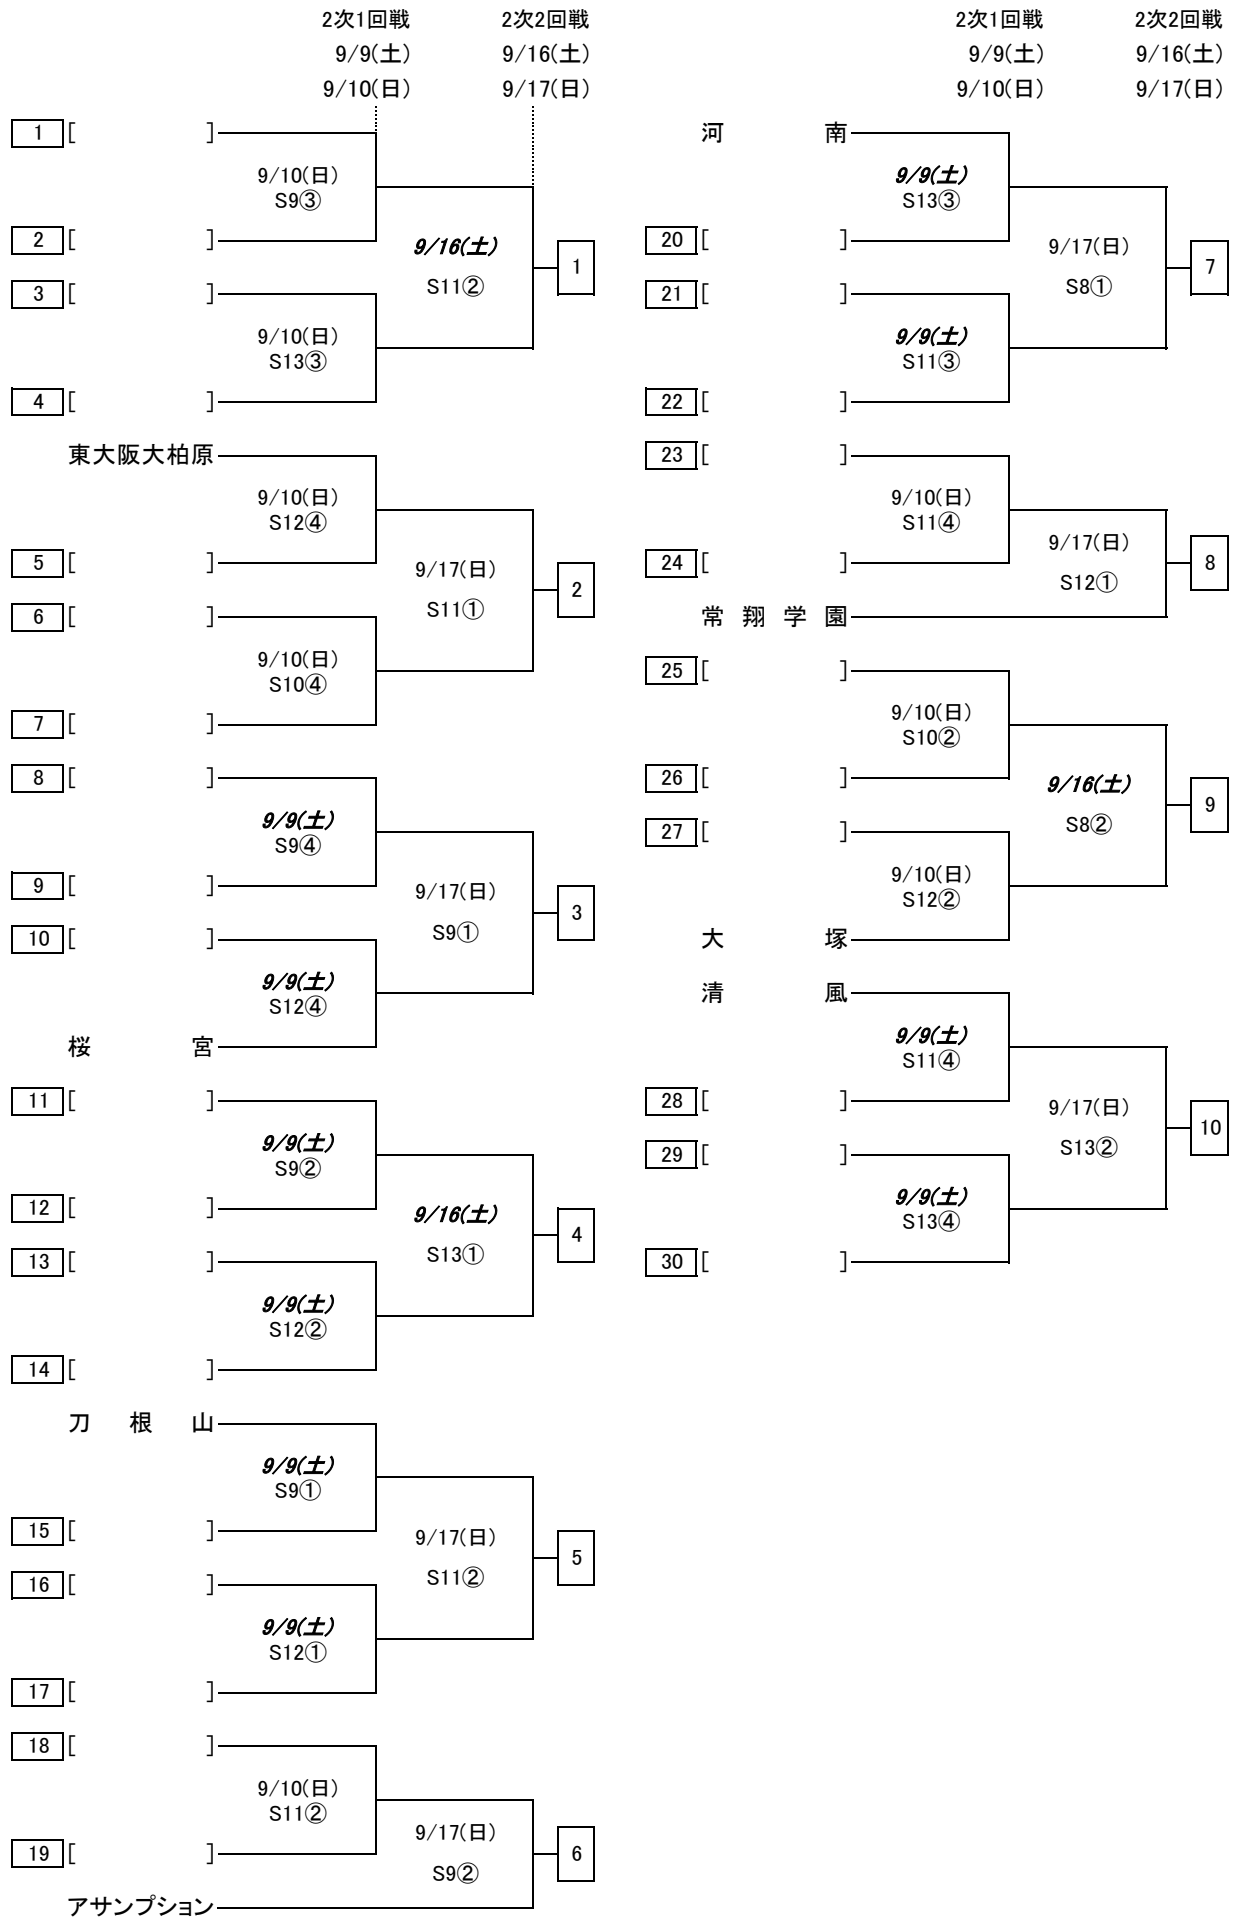 2次1回戦 2次2回戦
9/9(土) 9/16(土)
9/10(日) 9/17(日)
1 [ ]
9/10(日)
S9③
2 [ ]
9/16(土)
S11②
1
3 [ ]
9/10(日)
S13③
4 [ ]
東大阪大柏原
9/10(日)
S12④
5 [ ]
9/17(日)
S11①
2
6 [ ]
9/10(日)
S10④
7 [ ]
8 [ ]
9/9(土)
S9④
9 [ ]
9/17(日)
S9①
3
10 [ ]
9/9(土)
S12④
桜 宮
11 [ ]
9/9(土)
S9②
12 [ ]
9/16(土)
S13①
4
13 [ ]
9/9(土)
S12②
14 [ ]
刀 根 山
9/9(土)
S9①
15 [ ]
9/17(日)
S11②
5
16 [ ]
9/9(土)
S12①
17 [ ]
18 [ ]
9/10(日)
S11②
19 [ ]
9/17(日)
S9②
6
アサンプション
2次1回戦 2次2回戦
9/9(土) 9/16(土)
9/10(日) 9/17(日)
河 南
9/9(土)
S13③
20 [ ]
9/17(日)
S8①
7
21 [ ]
9/9(土)
S11③
22 [ ]
23 [ ]
9/10(日)
S11④
24 [ ]
9/17(日)
S12①
8
常 翔 学 園
25 [ ]
9/10(日)
S10②
26 [ ]
9/16(土)
S8②
9
27 [ ]
9/10(日)
S12②
大 塚
清 風
9/9(土)
S11④
28 [ ]
9/17(日)
S13②
10
29 [ ]
9/9(土)
S13④
30 [ ]